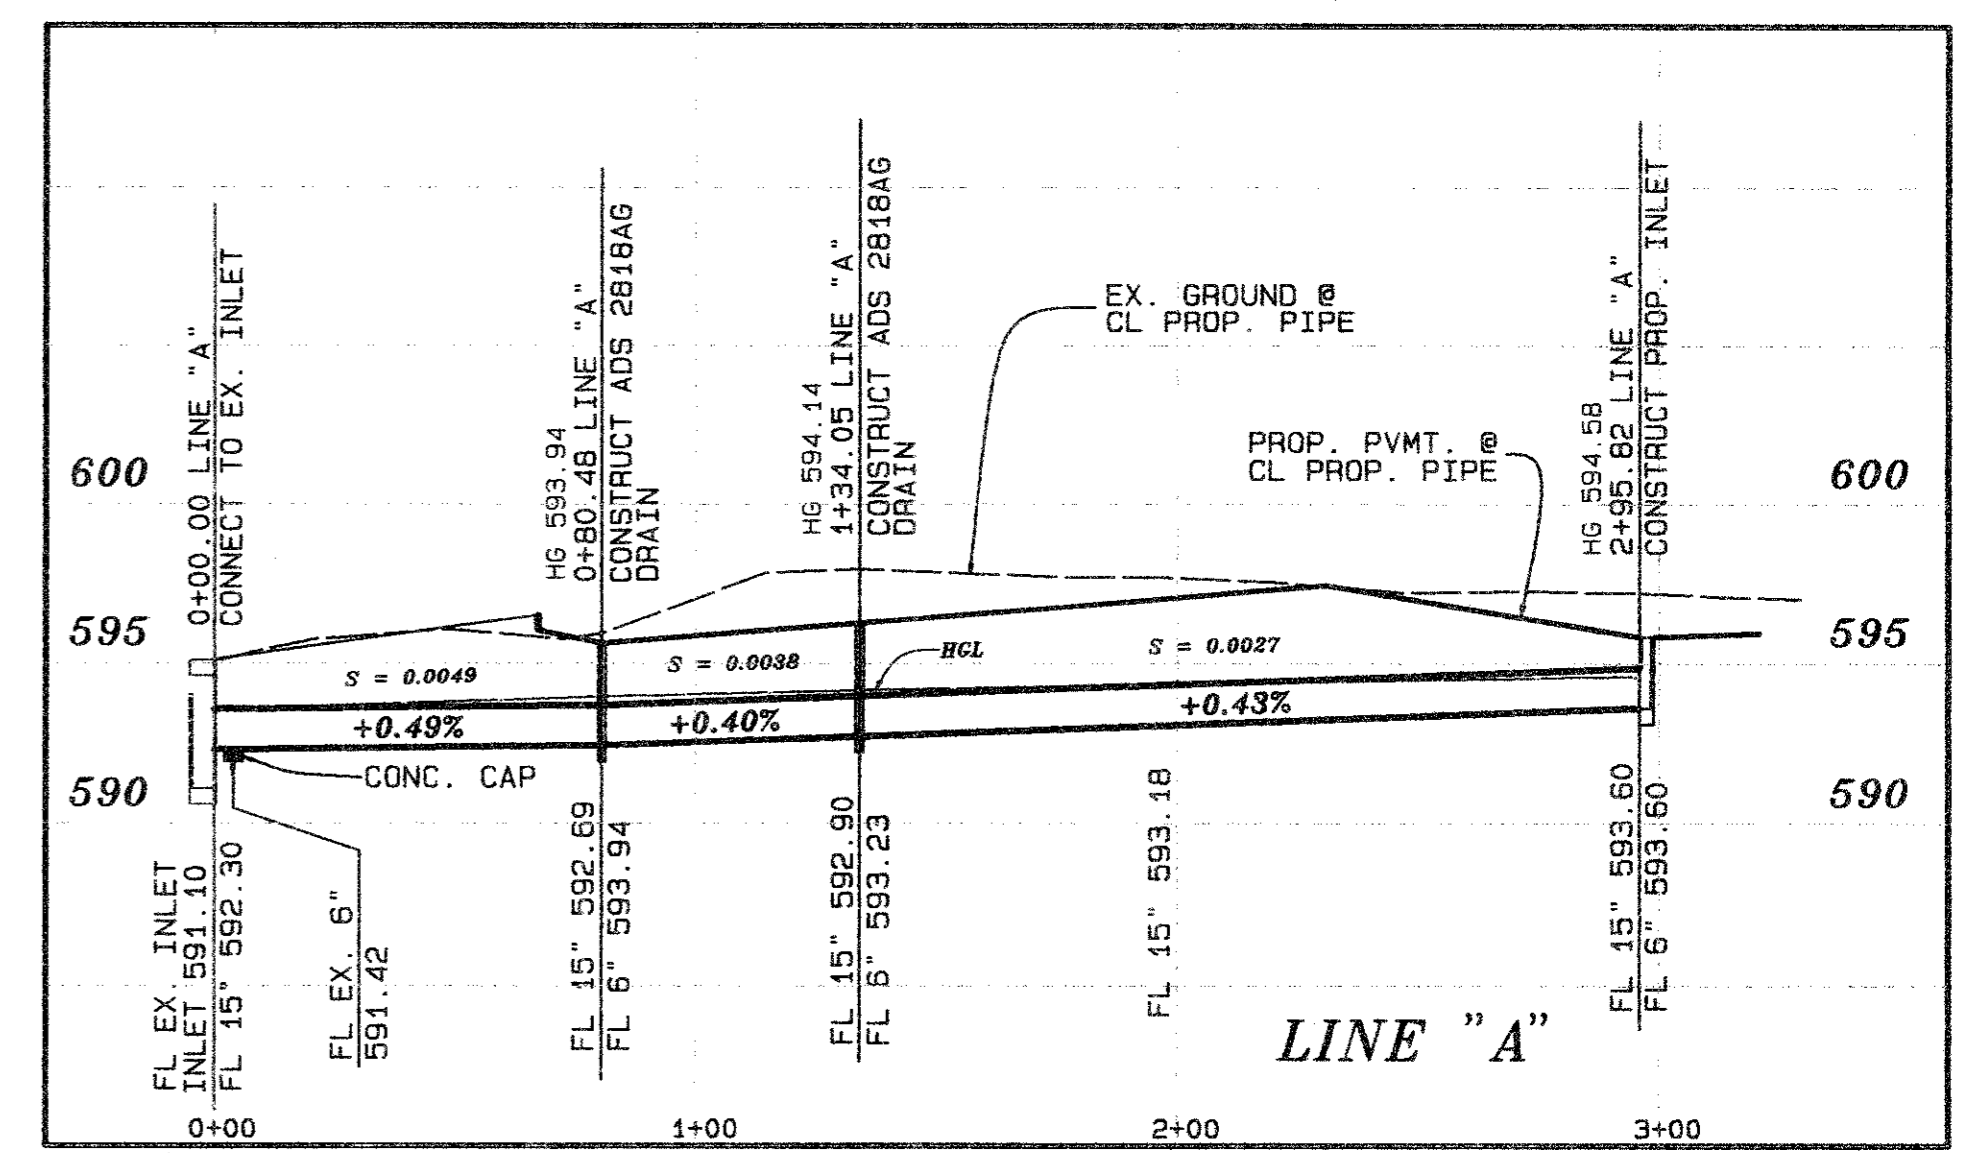 0+00.00 LINE "A"
CONNECT TO EX. INLET
HG 593.94
0+80.48 LINE "A"
CONSTRUCT ADS 2818AG
DRAIN
HG 594.14
1+34.05 LINE "A"
CONSTRUCT ADS 2818AG
DRAIN
EX. GROUND @
CL PROP. PIPE
PROP. PVMT. @
CL PROP. PIPE
HG 594.58
2+95.82 LINE "A"
CONSTRUCT PROP. INLET
600
600
595
595
590
590
S = 0.0049
S = 0.0038
HGL
S = 0.0027
+0.49%
+0.40%
+0.43%
CONC. CAP
FL EX. INLET
INLET 591.10
FL 15" 592.30
FL EX. 6"
591.42
FL 15" 592.69
FL 6" 593.94
FL 15" 592.90
FL 6" 593.23
FL 15" 593.18
FL 15" 593.60
FL 6" 593.60
LINE "A"
0+00
1+00
2+00
3+00